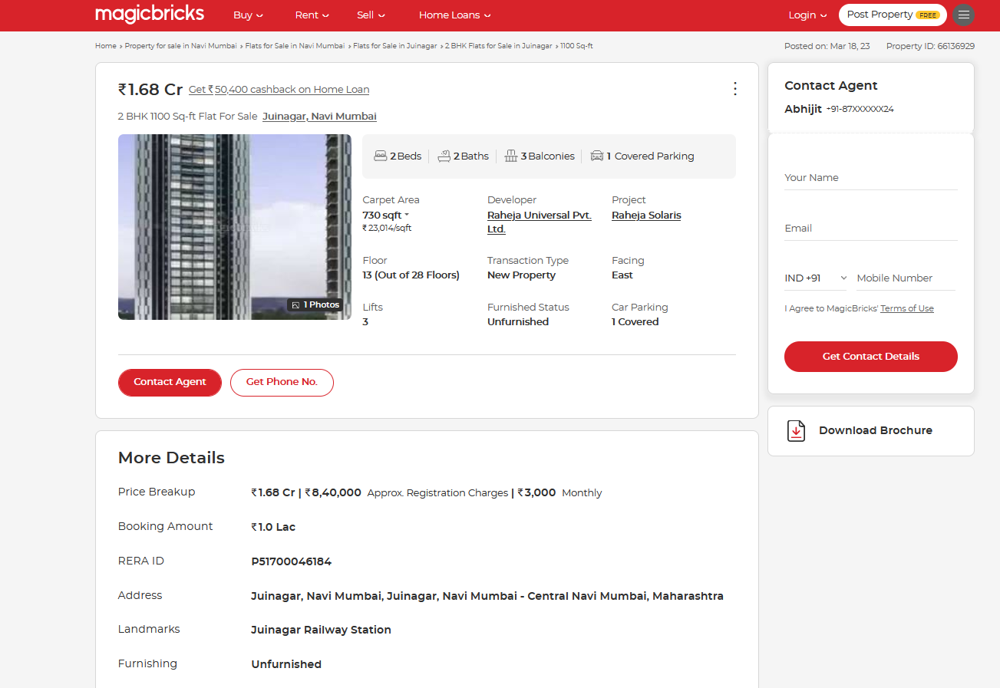 magicbricks Buy Rent Sell Home Loans Login Post Property FREE
Home › Property for sale in Navi Mumbai › Flats for Sale in Navi Mumbai › Flats for Sale in Juinagar › 2 BHK Flats for Sale in Juinagar › 1100 Sq-ft
Posted on: Mar 18, 23 Property ID: 66136929
₹1.68 Cr Get ₹50,400 cashback on Home Loan
2 BHK 1100 Sq-ft Flat For Sale Juinagar, Navi Mumbai
1 Photos
2 Beds 2 Baths 3 Balconies 1 Covered Parking
Carpet Area
730 sqft
₹23,014/sqft
Developer
Raheja Universal Pvt.
Ltd.
Project
Raheja Solaris
Floor
13 (Out of 28 Floors)
Transaction Type
New Property
Facing
East
Lifts
3
Furnished Status
Unfurnished
Car Parking
1 Covered
Contact Agent
Get Phone No.
Contact Agent
Abhijit +91-87XXXXXX24
Your Name
Email
IND +91 Mobile Number
I Agree to MagicBricks' Terms of Use
Get Contact Details
Download Brochure
More Details
Price Breakup ₹1.68 Cr | ₹8,40,000 Approx. Registration Charges | ₹3,000 Monthly
Booking Amount ₹1.0 Lac
RERA ID P51700046184
Address Juinagar, Navi Mumbai, Juinagar, Navi Mumbai - Central Navi Mumbai, Maharashtra
Landmarks Juinagar Railway Station
Furnishing Unfurnished